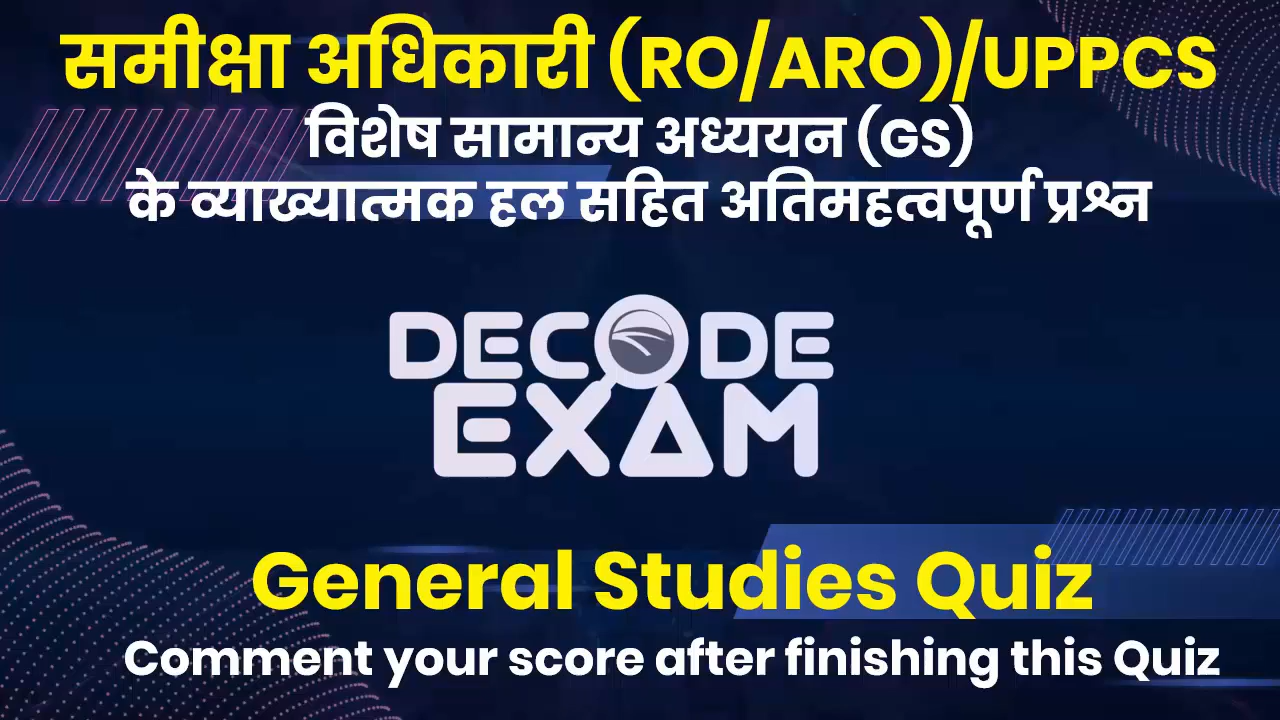 समीक्षा अधिकारी (RO/ARO)/UPPCS
विशेष सामान्य अध्ययन (GS)
के व्याख्यात्मक हल सहित अतिमहत्वपूर्ण प्रश्न
DECODE
EXAM
General Studies Quiz
Comment your score after finishing this Quiz